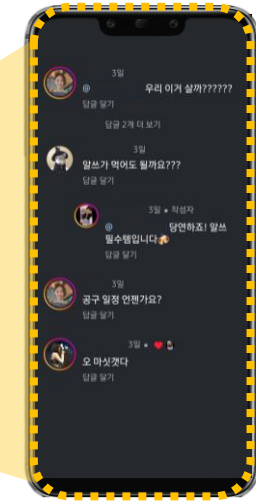 3일
@ 우리 이거 살까??????
답글 달기
답글 2개 더 보기
3일
알쓰가 먹어도 될까요???
답글 달기
3일 • 작성자
@ 당연하죠! 알쓰
필수템입니다🍻
답글 달기
3일
공구 일정 언젠가요?
답글 달기
3일 • ❤️
오 마싯갯다
답글 달기